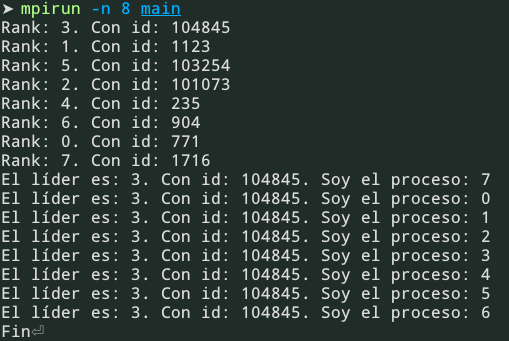 ➤ mpirun -n 8 main
Rank: 3. Con id: 104845
Rank: 1. Con id: 1123
Rank: 5. Con id: 103254
Rank: 2. Con id: 101073
Rank: 4. Con id: 235
Rank: 6. Con id: 904
Rank: 0. Con id: 771
Rank: 7. Con id: 1716
El líder es: 3. Con id: 104845. Soy el proceso: 7
El líder es: 3. Con id: 104845. Soy el proceso: 0
El líder es: 3. Con id: 104845. Soy el proceso: 1
El líder es: 3. Con id: 104845. Soy el proceso: 2
El líder es: 3. Con id: 104845. Soy el proceso: 3
El líder es: 3. Con id: 104845. Soy el proceso: 4
El líder es: 3. Con id: 104845. Soy el proceso: 5
El líder es: 3. Con id: 104845. Soy el proceso: 6
Fin⏎